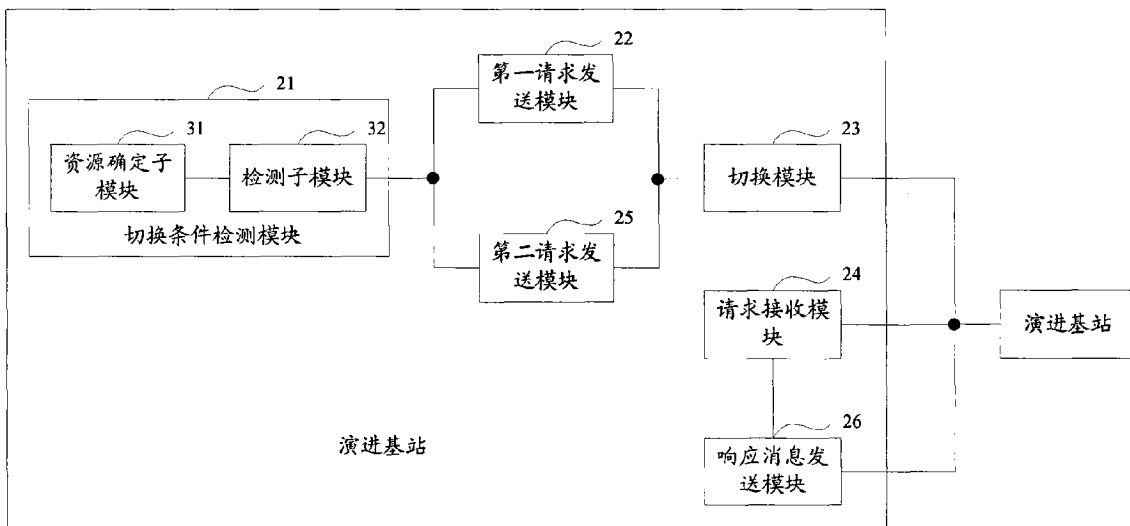 21
31
资源确定子
模块
32
检测子模块
切换条件检测模块
22
第一请求发
送模块
25
第二请求发
送模块
23
切换模块
24
请求接收模
块
26
响应消息发
送模块
演进基站
演进基站